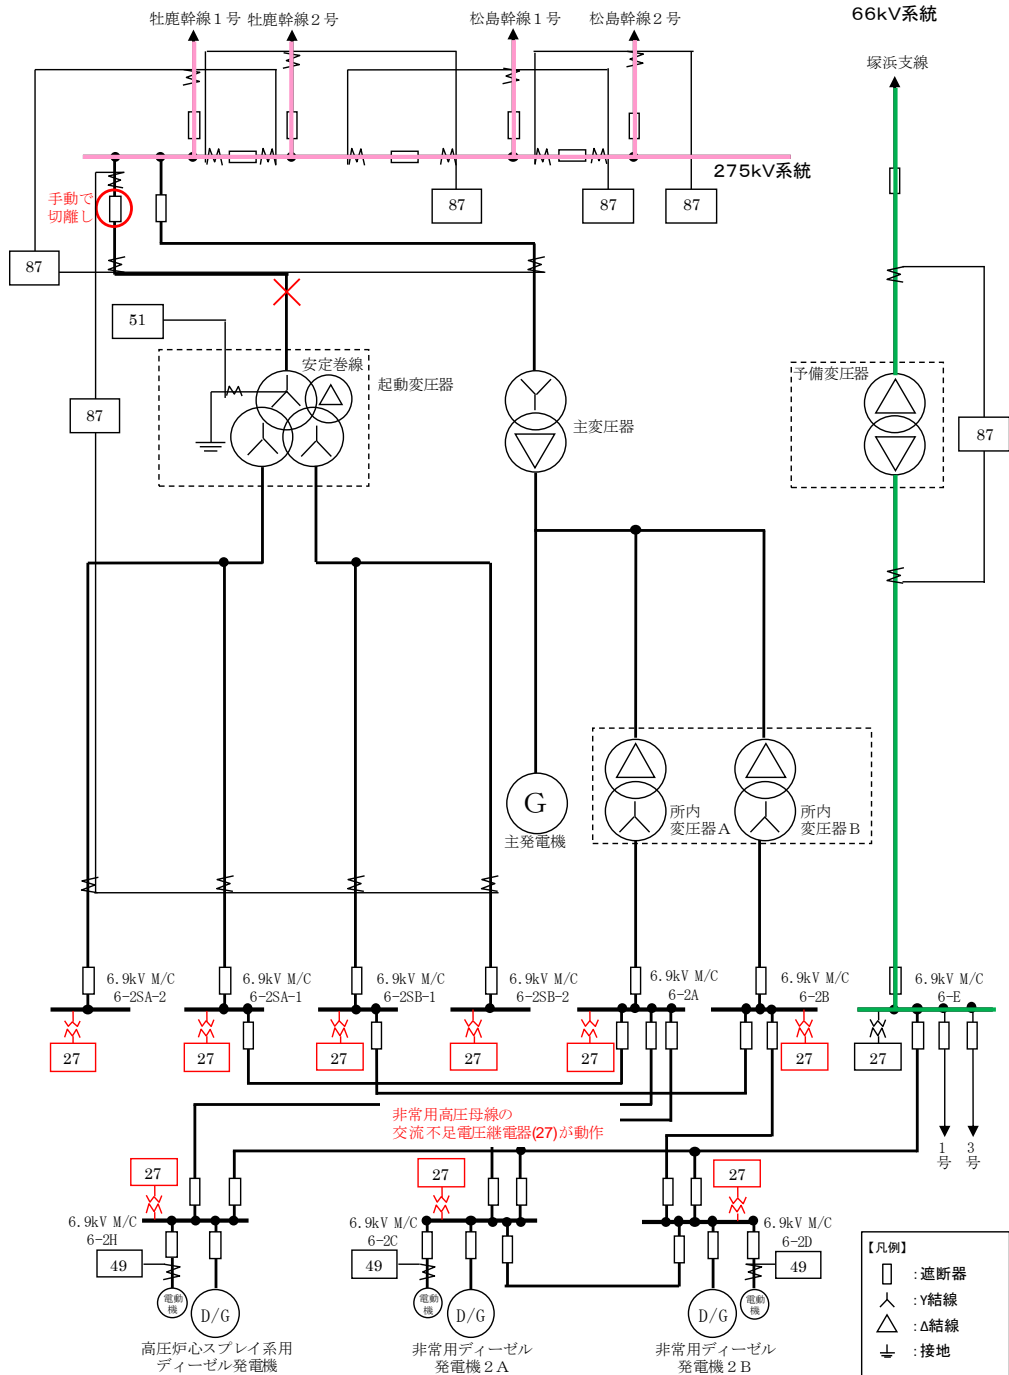 66kV系統
牡鹿幹線１号
牡鹿幹線２号
松島幹線１号
松島幹線２号
塚浜支線
275kV系統
手動で
切離し
87
87
87
87
51
安定巻線
起動変圧器
87
主変圧器
予備変圧器
87
G
主発電機
所内
変圧器Ａ
所内
変圧器Ｂ
6.9kV M/C
6-2SA-2
6.9kV M/C
6-2SA-1
6.9kV M/C
6-2SB-1
6.9kV M/C
6-2SB-2
6.9kV M/C
6-2A
6.9kV M/C
6-2B
6.9kV M/C
6-E
27
27
27
27
27
27
27
非常用高圧母線の
交流不足電圧継電器(27)が動作
1
号
3
号
27
27
27
6.9kV M/C
6-2H
6.9kV M/C
6-2C
6.9kV M/C
6-2D
49
49
49
電動
機
D/G
電動
機
D/G
D/G
電動
機
高圧炉心スプレイ系用
ディーゼル発電機
非常用ディーゼル
発電機２Ａ
非常用ディーゼル
発電機２Ｂ
【凡例】
：遮断器
：Y結線
：Δ結線
：接地